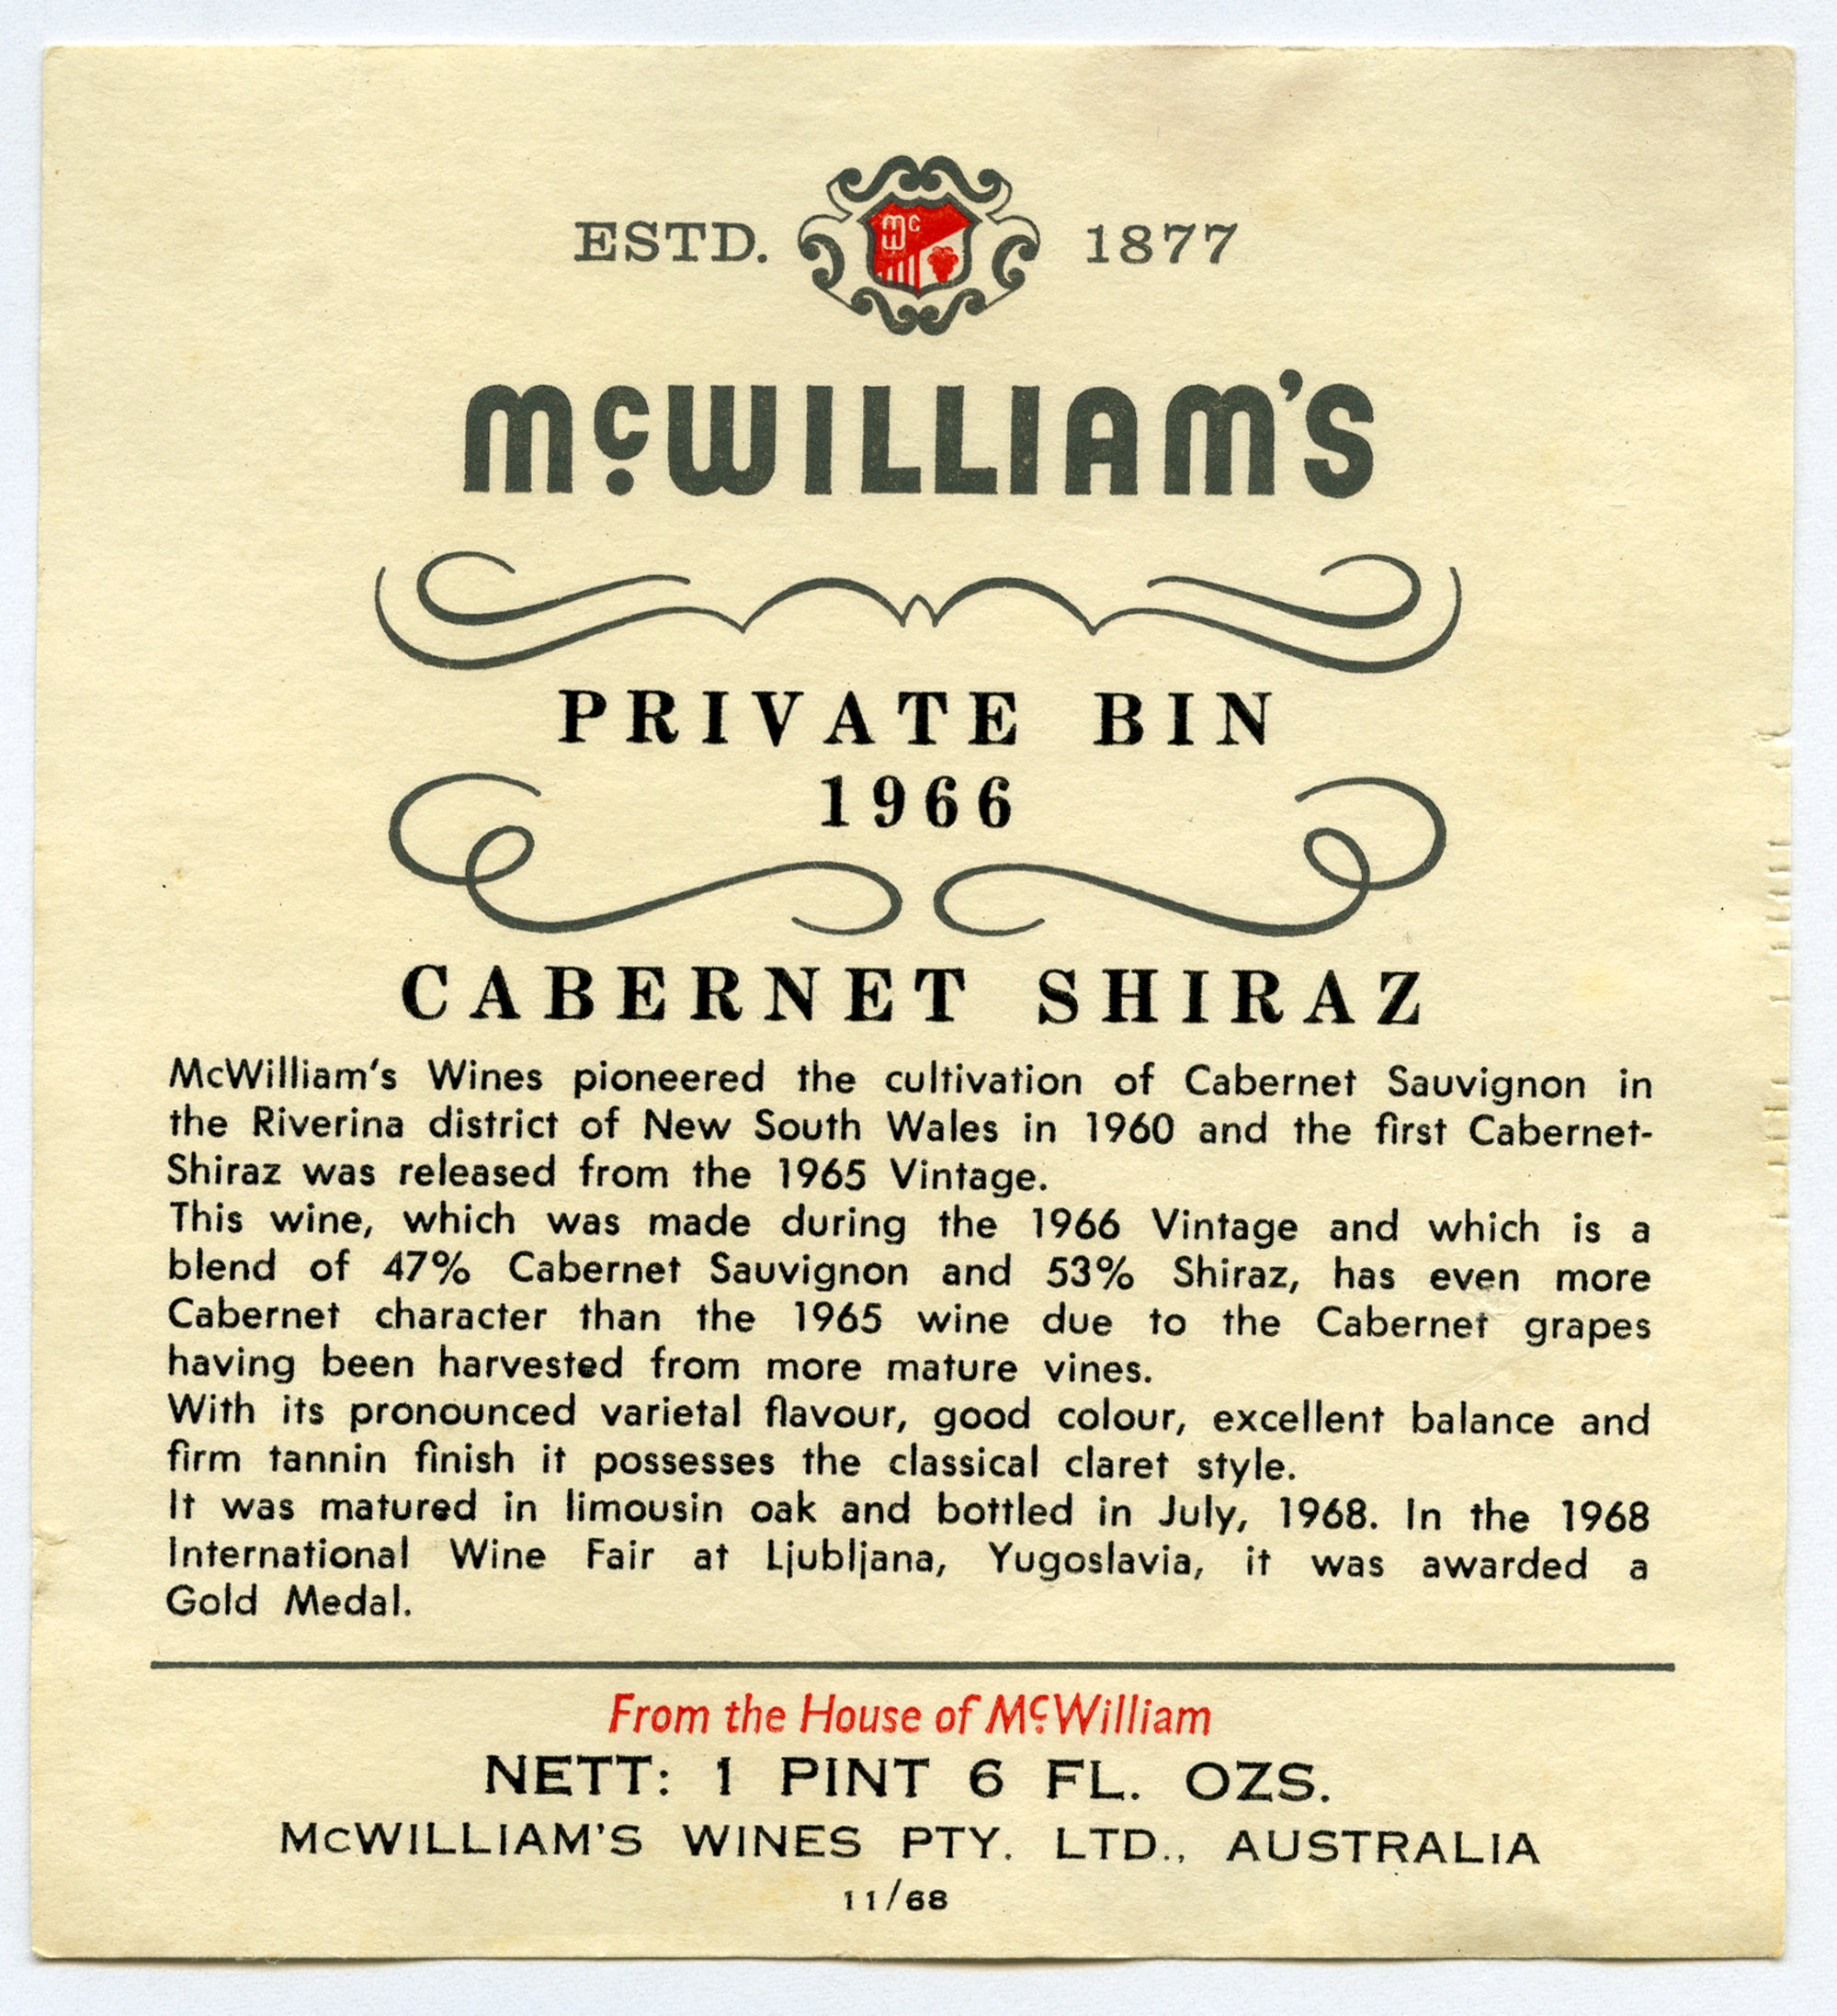 ESTD. Mc 1877
McWILLIAM'S
PRIVATE BIN
1966
CABERNET SHIRAZ
McWilliam's Wines pioneered the cultivation of Cabernet Sauvignon in
the Riverina district of New South Wales in 1960 and the first Cabernet-
Shiraz was released from the 1965 Vintage.
This wine, which was made during the 1966 Vintage and which is a
blend of 47% Cabernet Sauvignon and 53% Shiraz, has even more
Cabernet character than the 1965 wine due to the Cabernet grapes
having been harvested from more mature vines.
With its pronounced varietal flavour, good colour, excellent balance and
firm tannin finish it possesses the classical claret style.
It was matured in limousin oak and bottled in July, 1968. In the 1968
International Wine Fair at Ljubljana, Yugoslavia, it was awarded a
Gold Medal.
From the House of McWilliam
NETT: 1 PINT 6 FL. OZS.
McWILLIAM'S WINES PTY. LTD., AUSTRALIA
11/68